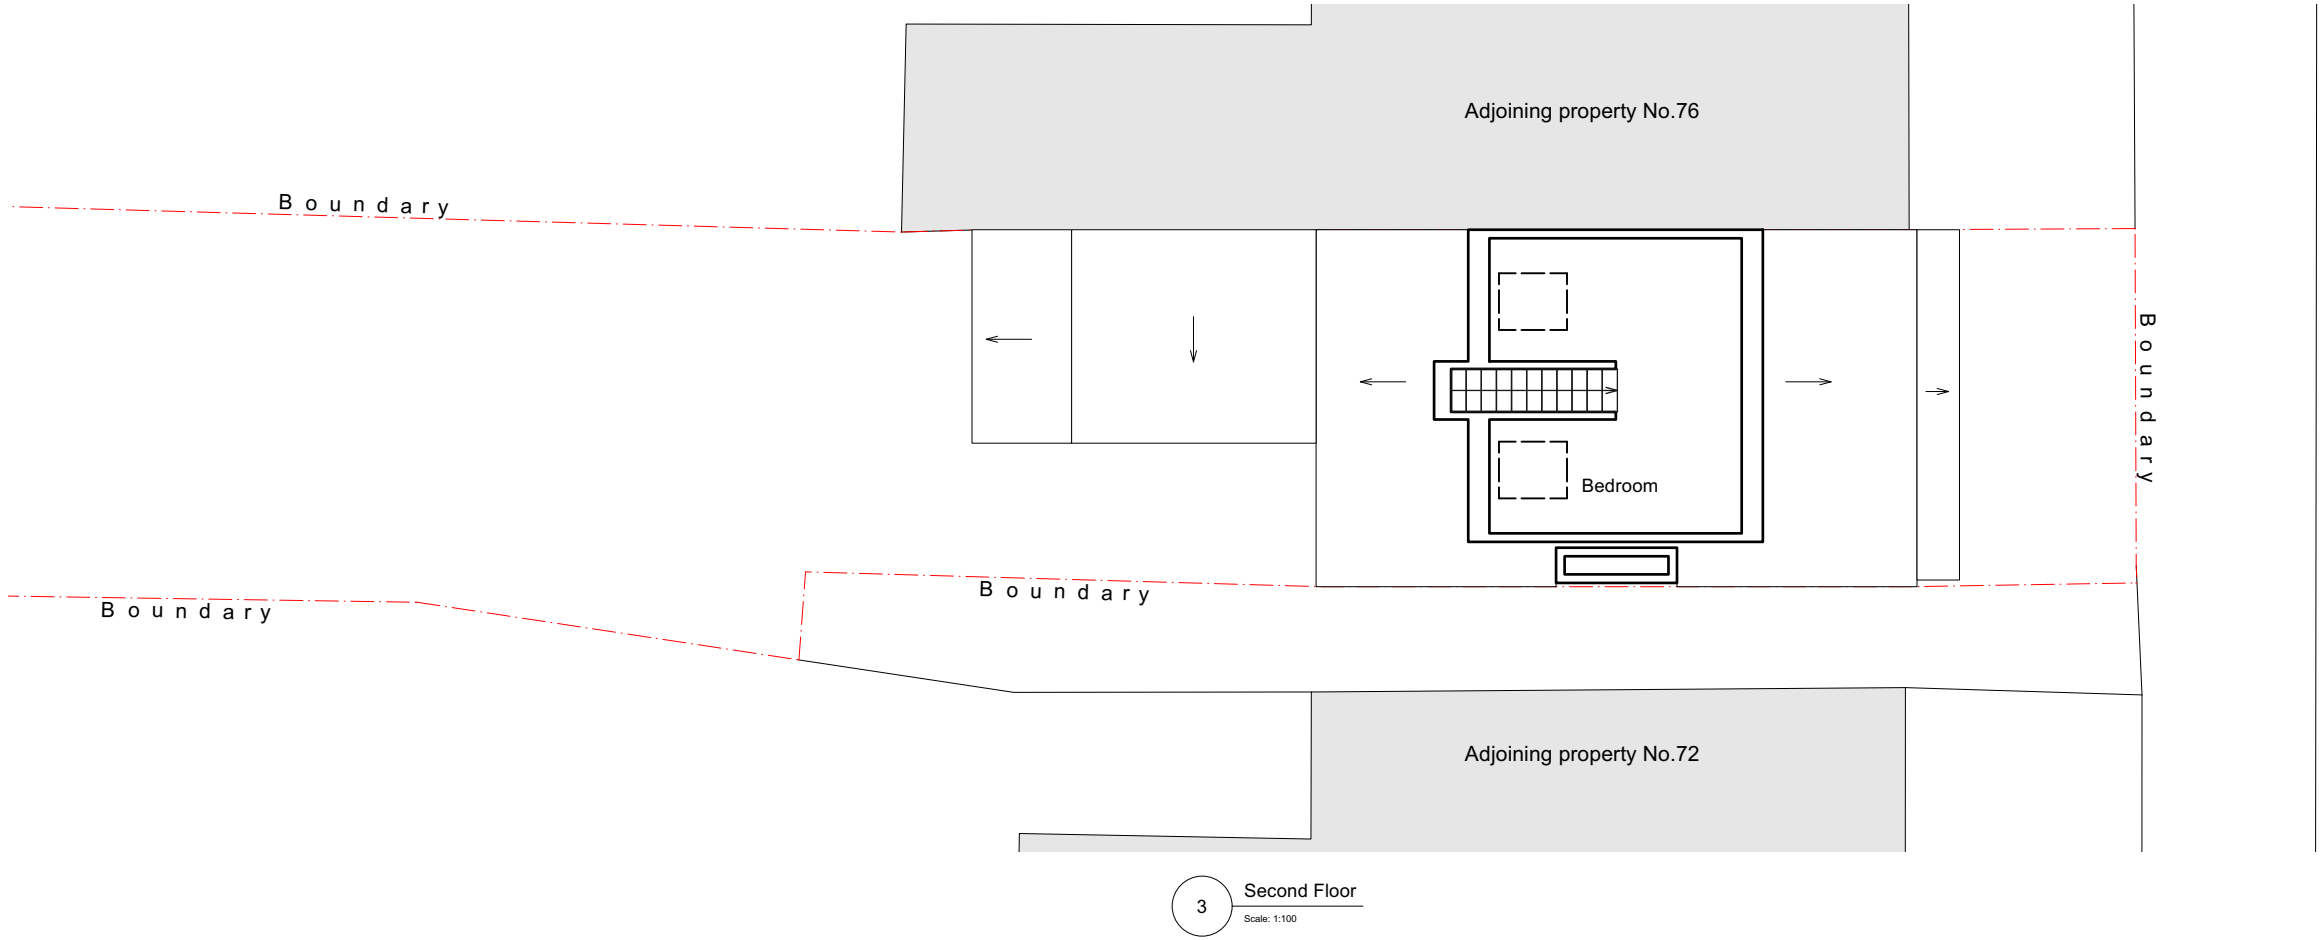 Adjoining property No.76
Boundary
Boundary
Bedroom
Boundary
Boundary
Adjoining property No.72
3
Second Floor
Scale: 1:100